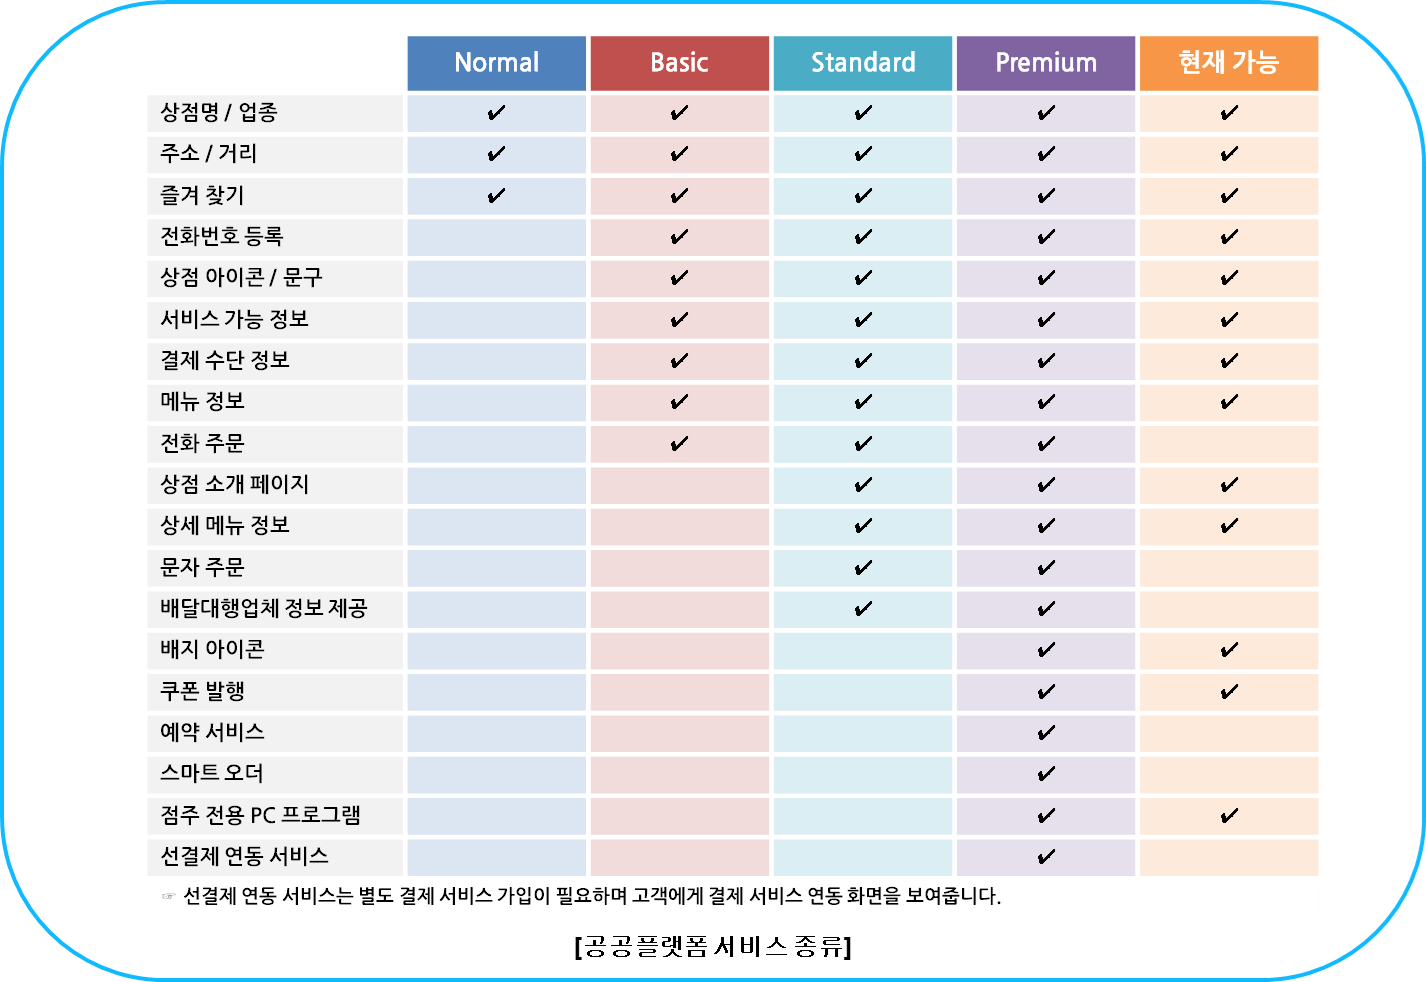 Normal Basic Standard Premium 현재 가능
상점명 / 업종 ✔ ✔ ✔ ✔ ✔
주소 / 거리 ✔ ✔ ✔ ✔ ✔
즐겨 찾기 ✔ ✔ ✔ ✔ ✔
전화번호 등록 ✔ ✔ ✔ ✔
상점 아이콘 / 문구 ✔ ✔ ✔ ✔
서비스 가능 정보 ✔ ✔ ✔ ✔
결제 수단 정보 ✔ ✔ ✔ ✔
메뉴 정보 ✔ ✔ ✔ ✔
전화 주문 ✔ ✔ ✔
상점 소개 페이지 ✔ ✔ ✔
상세 메뉴 정보 ✔ ✔ ✔
문자 주문 ✔ ✔
배달대행업체 정보 제공 ✔ ✔
배지 아이콘 ✔ ✔
쿠폰 발행 ✔ ✔
예약 서비스 ✔
스마트 오더 ✔
점주 전용 PC 프로그램 ✔ ✔
선결제 연동 서비스 ✔
☞ 선결제 연동 서비스는 별도 결제 서비스 가입이 필요하며 고객에게 결제 서비스 연동 화면을 보여줍니다.
[공공플랫폼 서비스 종류]